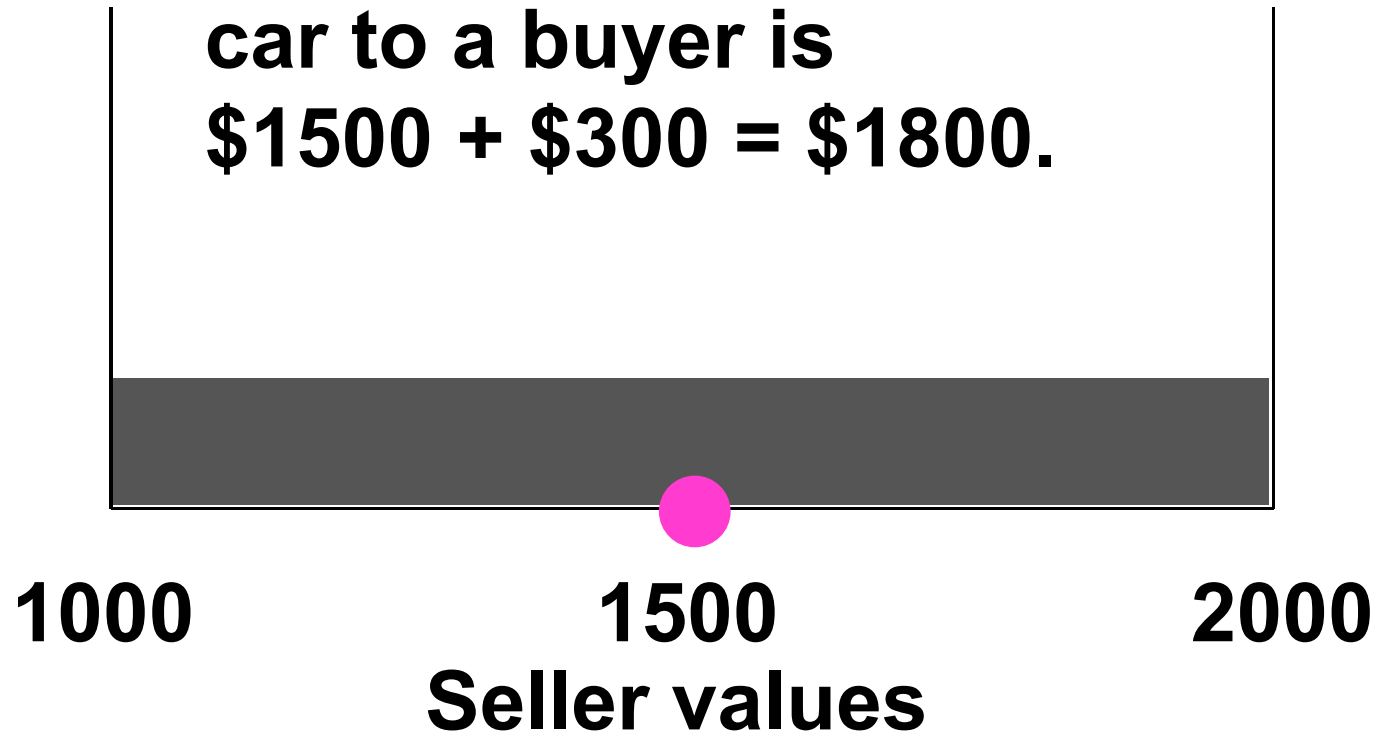 car to a buyer is
$1500 + $300 = $1800.
1000 1500 2000
Seller values